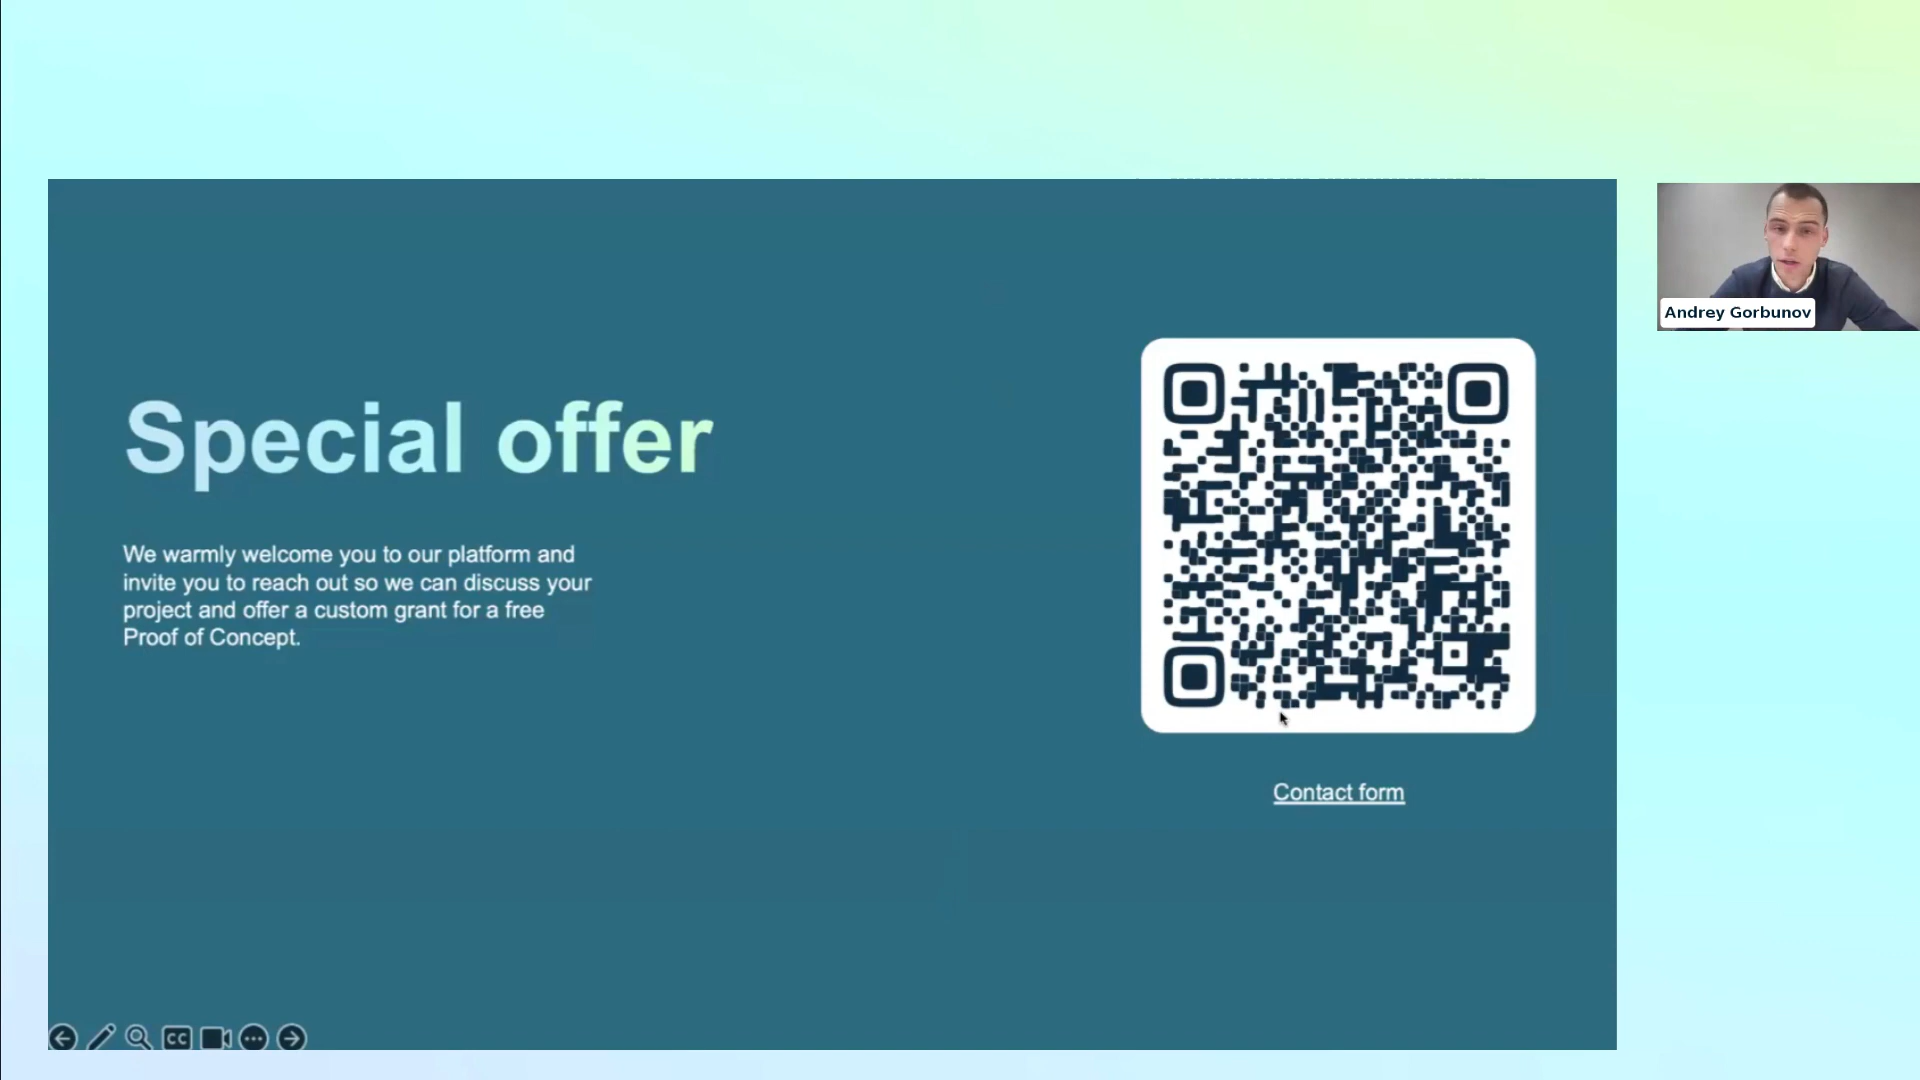 Special offer
We warmly welcome you to our platform and
invite you to reach out so we can discuss your
project and offer a custom grant for a free
Proof of Concept.
Contact form
Andrey Gorbunov
CC